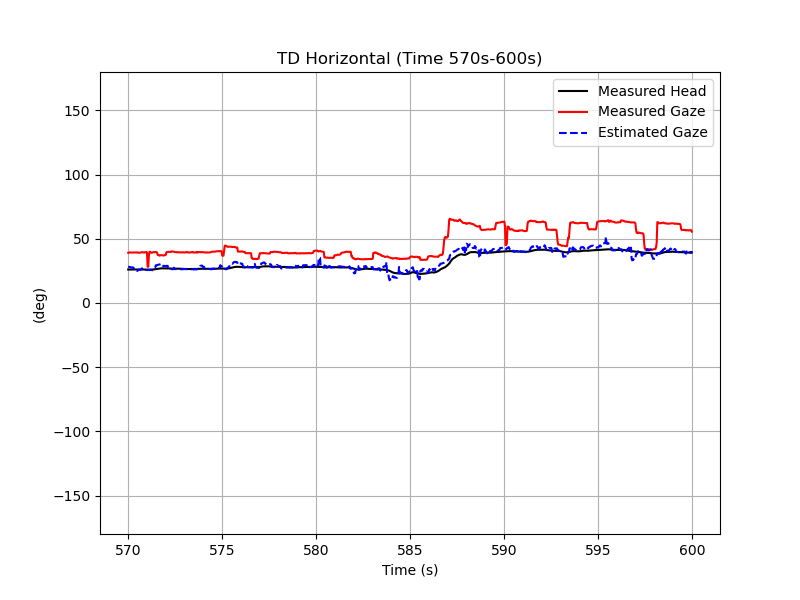 TD Horizontal (Time 570s-600s)
Measured Head
Measured Gaze
Estimated Gaze
150
100
50
0
−50
−100
−150
(deg)
570 575 580 585 590 595 600
Time (s)